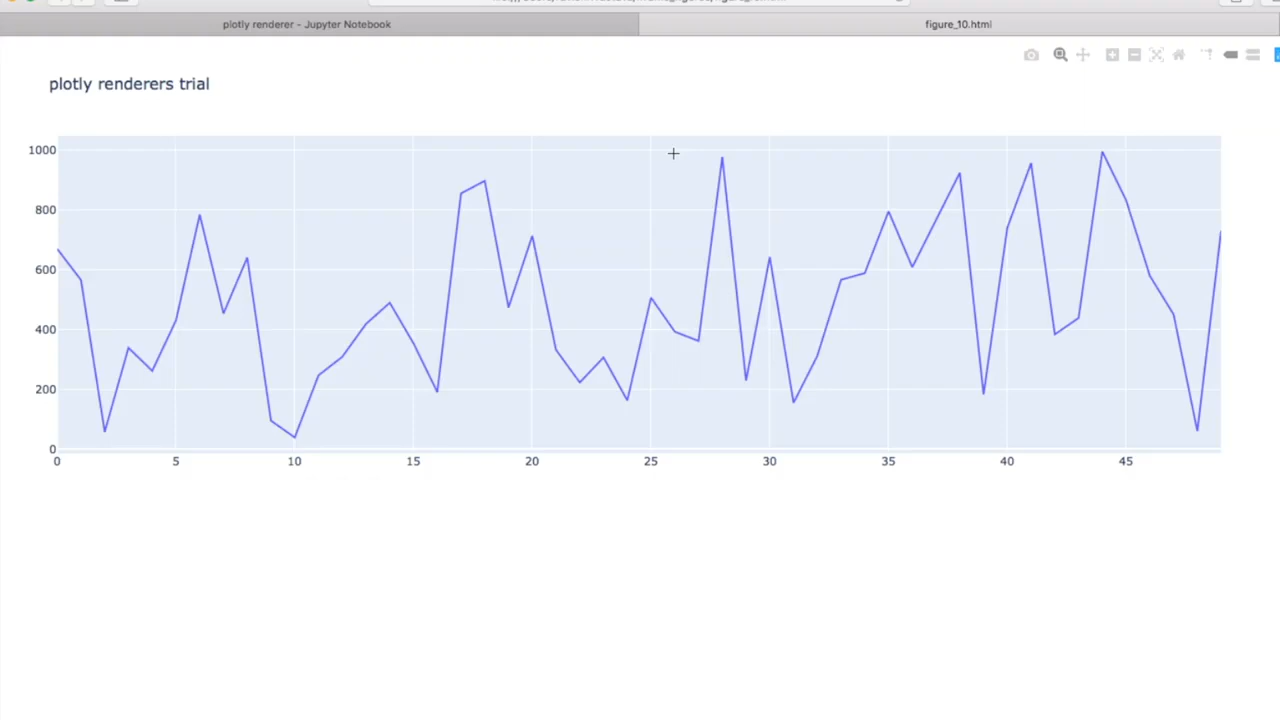 plotly renderer - Jupyter Notebook
figure_10.html
plotly renderers trial
1000
800
600
400
200
0
0 5 10 15 20 25 30 35 40 45